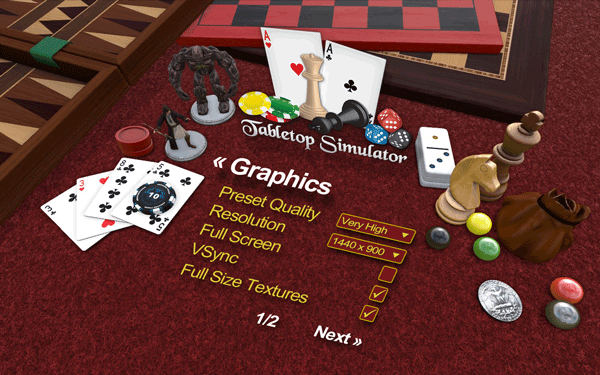 A
A
Tabletop Simulator
« Graphics
Preset Quality Very High
Resolution 1440 x 900
Full Screen
VSync
Full Size Textures
1/2 Next »
10